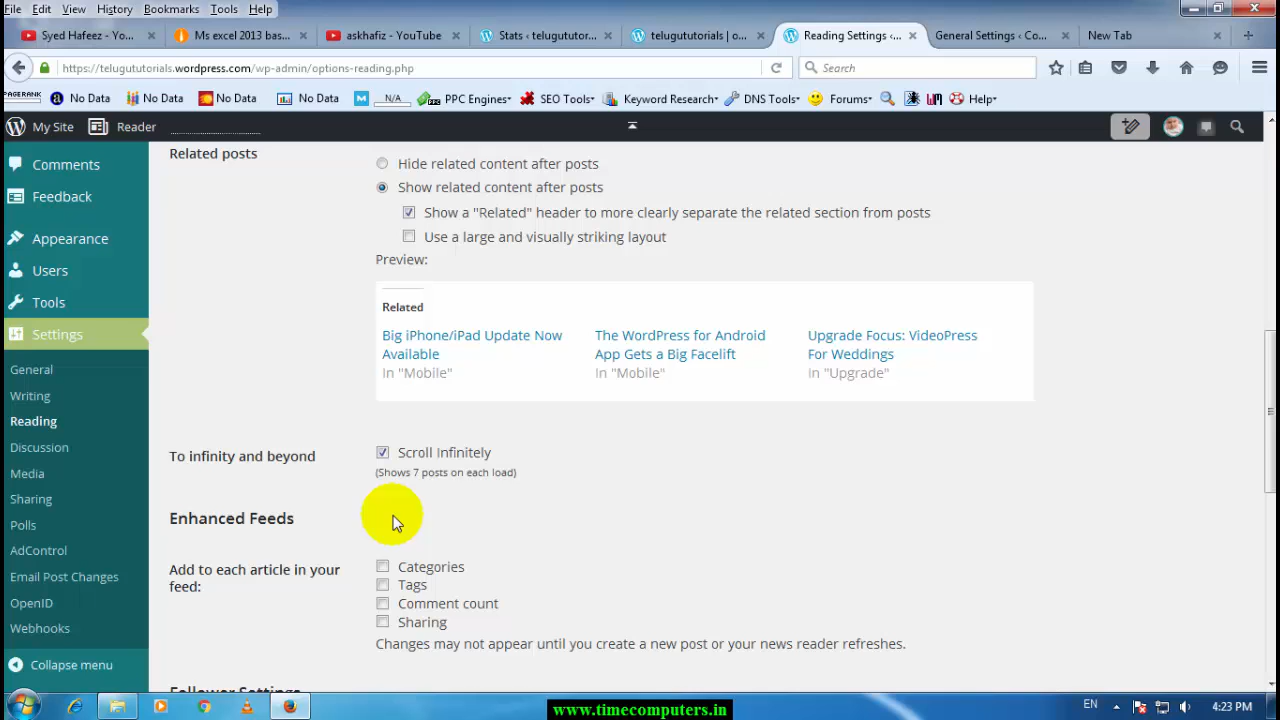 File Edit View History Bookmarks Tools Help
Syed Hafeez - Yo... × Ms excel 2013 bas... × askhafiz - YouTube × Stats ‹ telugututor... × telugututorials | o... × Reading Settings ‹... × General Settings ‹ Co... × New Tab × +
https://telugututorials.wordpress.com/wp-admin/options-reading.php Search
PAGERANK No Data No Data No Data No Data N/A PPC Engines SEO Tools Keyword Research DNS Tools Forums Help
My Site Reader
Comments
Feedback
Appearance
Users
Tools
Settings
General
Writing
Reading
Discussion
Media
Sharing
Polls
AdControl
Email Post Changes
OpenID
Webhooks
Collapse menu
Related posts
Hide related content after posts
Show related content after posts
Show a "Related" header to more clearly separate the related section from posts
Use a large and visually striking layout
Preview:
Related
Big iPhone/iPad Update Now Available
In "Mobile"
The WordPress for Android App Gets a Big Facelift
In "Mobile"
Upgrade Focus: VideoPress For Weddings
In "Upgrade"
To infinity and beyond
Scroll Infinitely
(Shows 7 posts on each load)
Enhanced Feeds
Add to each article in your feed:
Categories
Tags
Comment count
Sharing
Changes may not appear until you create a new post or your news reader refreshes.
Follower Settings
www.timecomputers.in
EN 4:23 PM